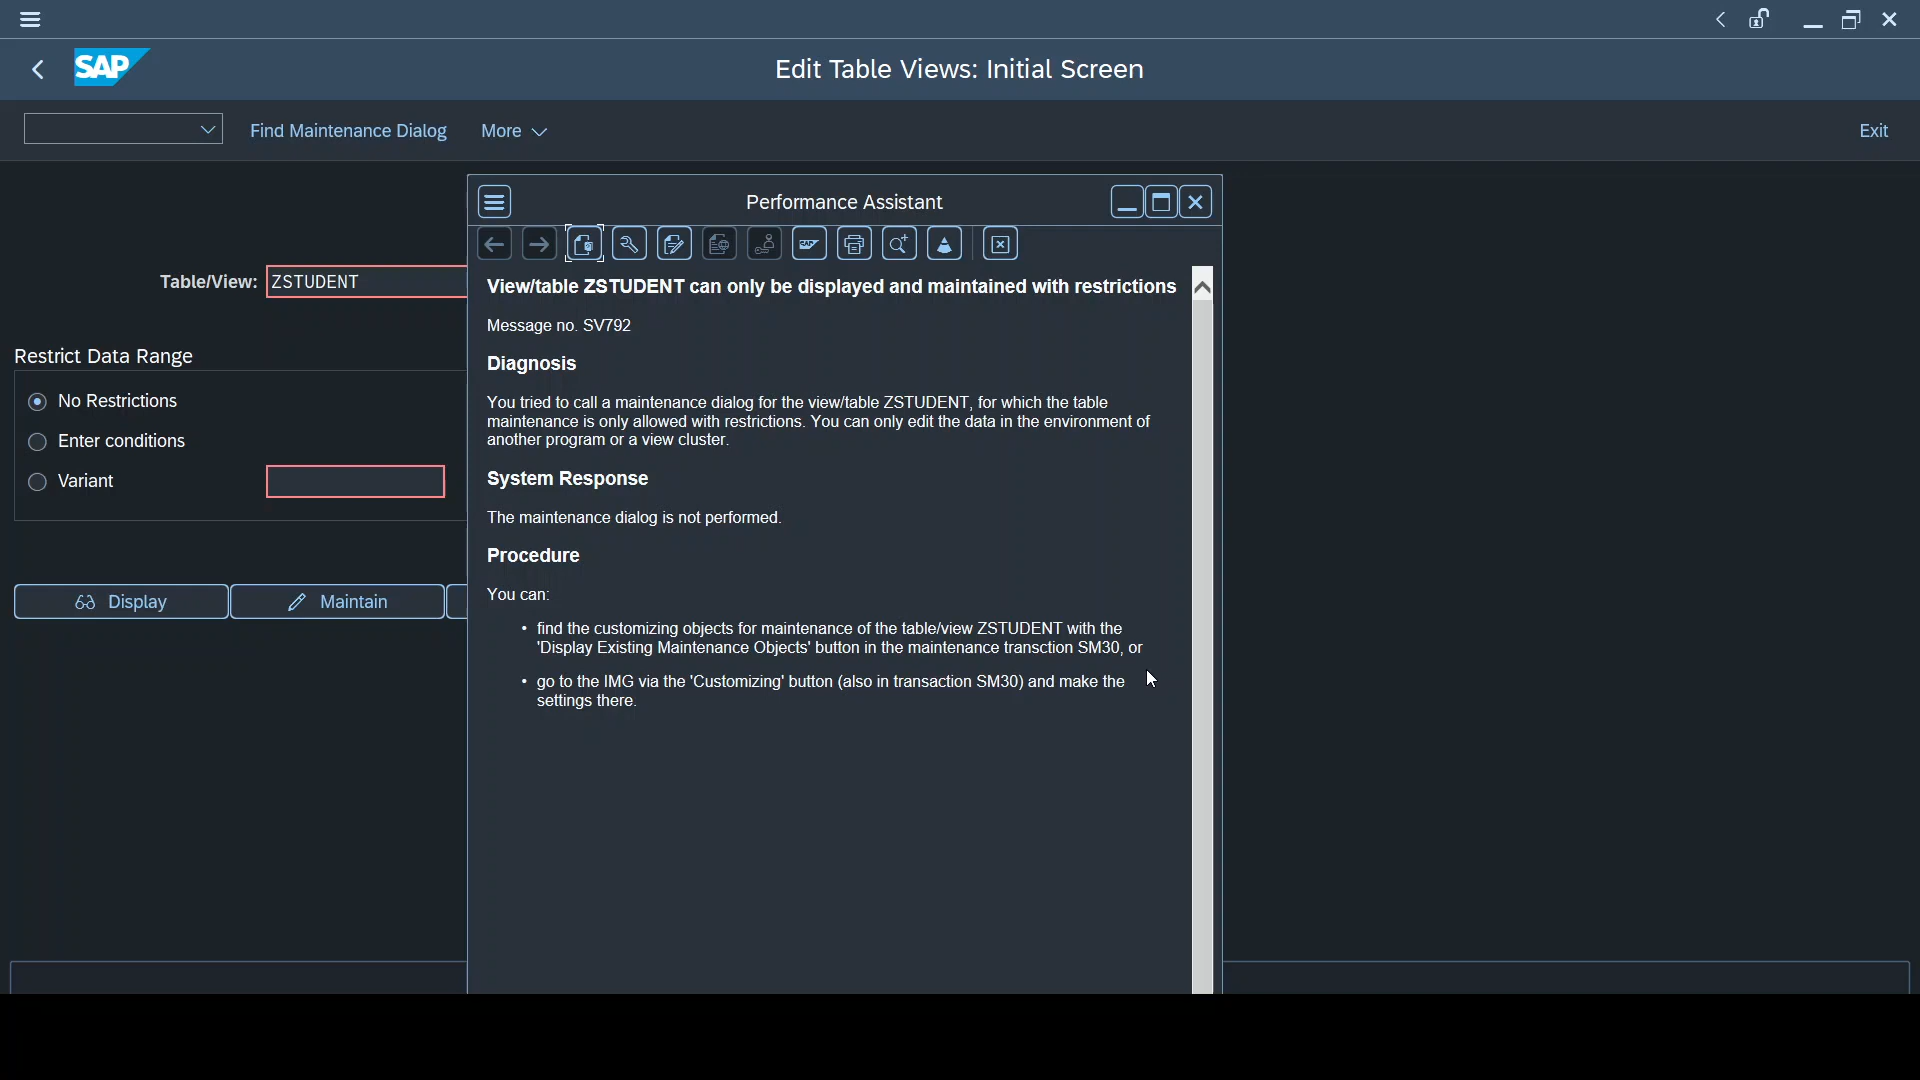 SAP
Edit Table Views: Initial Screen
Find Maintenance Dialog
More
Exit
Table/View:
ZSTUDENT
Restrict Data Range
No Restrictions
Enter conditions
Variant
Display
Maintain
Performance Assistant
View/table ZSTUDENT can only be displayed and maintained with restrictions
Message no. SV792
Diagnosis
You tried to call a maintenance dialog for the view/table ZSTUDENT, for which the table
maintenance is only allowed with restrictions. You can only edit the data in the environment of
another program or a view cluster.
System Response
The maintenance dialog is not performed.
Procedure
You can:
• find the customizing objects for maintenance of the table/view ZSTUDENT with the
'Display Existing Maintenance Objects' button in the maintenance transction SM30, or
• go to the IMG via the 'Customizing' button (also in transaction SM30) and make the
settings there.